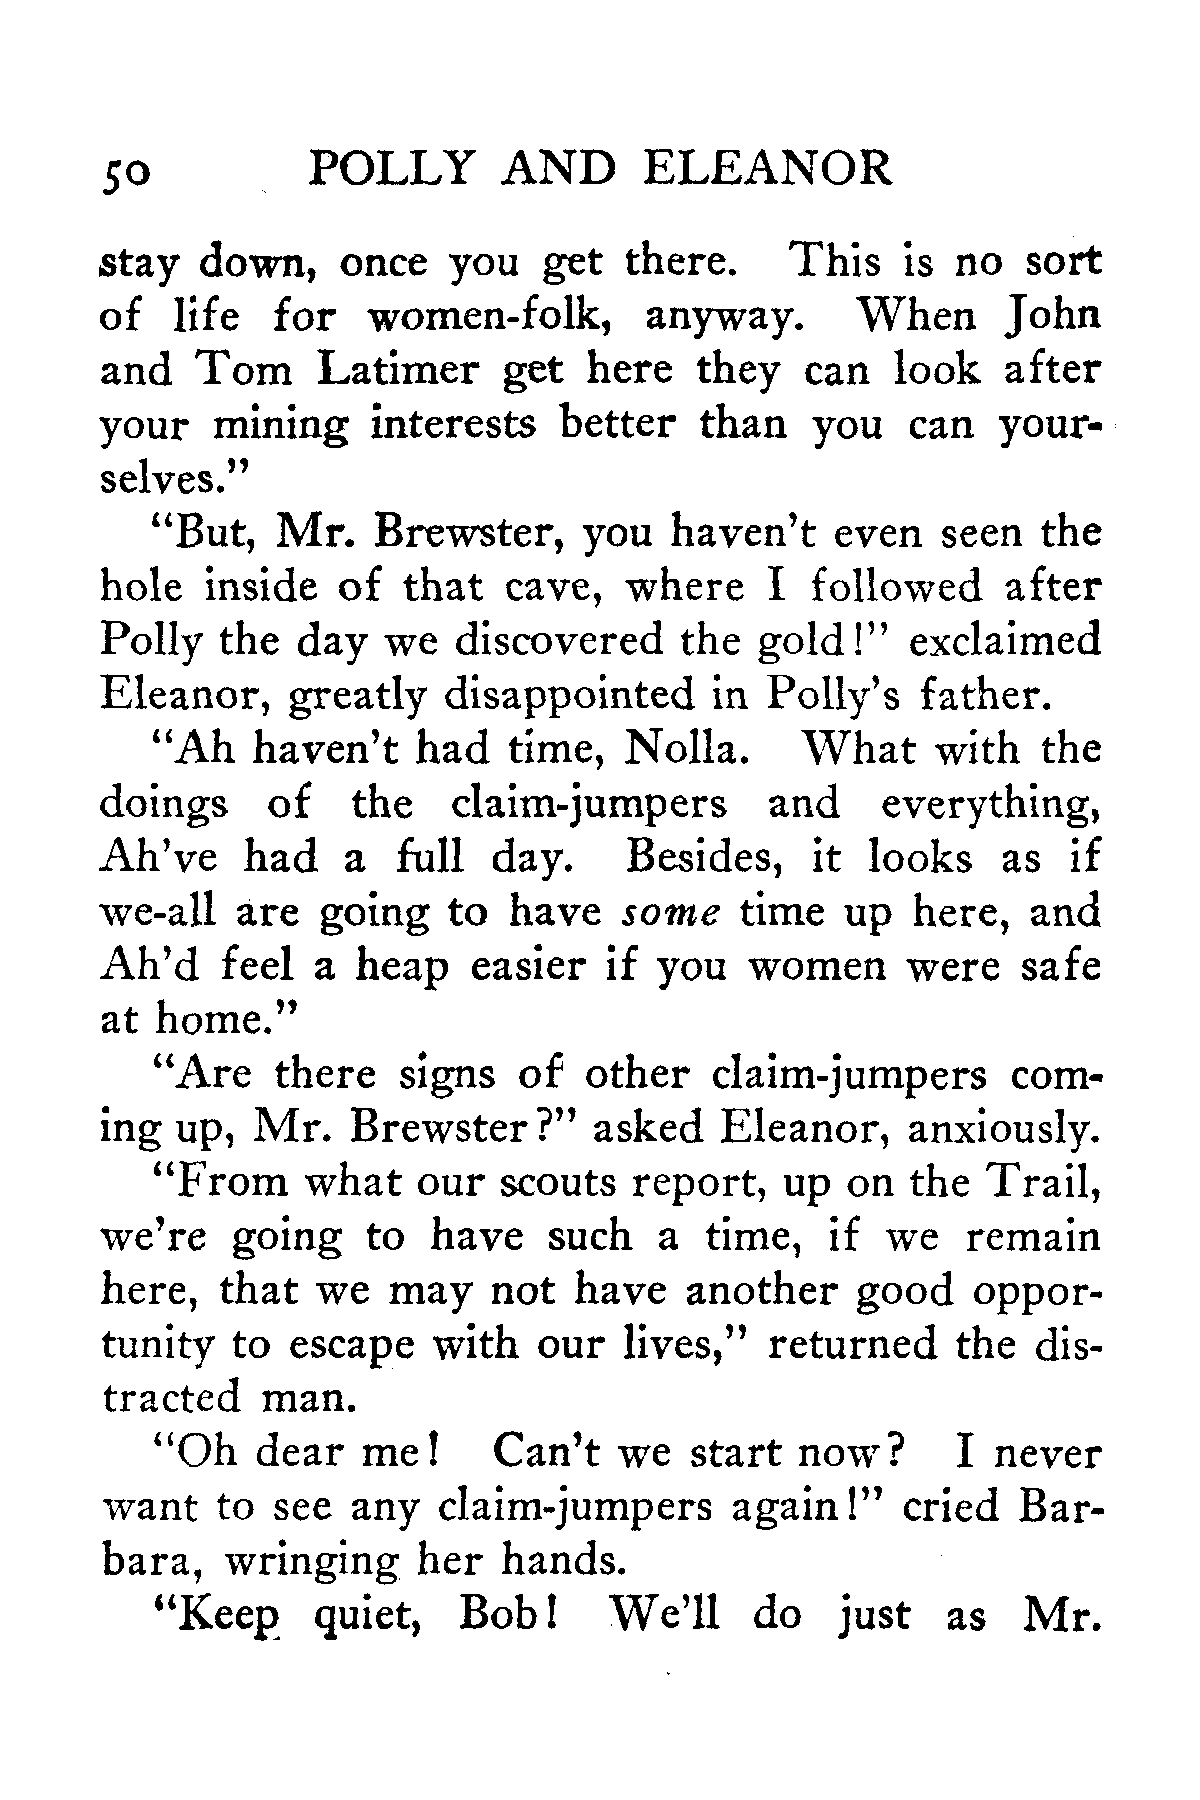 50 POLLY AND ELEANOR
stay down, once you get there. This is no sort
of life for women-folk, anyway. When John
and Tom Latimer get here they can look after
your mining interests better than you can your-
selves."
"But, Mr. Brewster, you haven't even seen the
hole inside of that cave, where I followed after
Polly the day we discovered the gold!" exclaimed
Eleanor, greatly disappointed in Polly's father.
"Ah haven't had time, Nolla. What with the
doings of the claim-jumpers and everything,
Ah've had a full day. Besides, it looks as if
we-all are going to have some time up here, and
Ah'd feel a heap easier if you women were safe
at home."
"Are there signs of other claim-jumpers com-
ing up, Mr. Brewster?" asked Eleanor, anxiously.
"From what our scouts report, up on the Trail,
we're going to have such a time, if we remain
here, that we may not have another good oppor-
tunity to escape with our lives," returned the dis-
tracted man.
"Oh dear me! Can't we start now? I never
want to see any claim-jumpers again!" cried Bar-
bara, wringing her hands.
"Keep quiet, Bob! We'll do just as Mr.